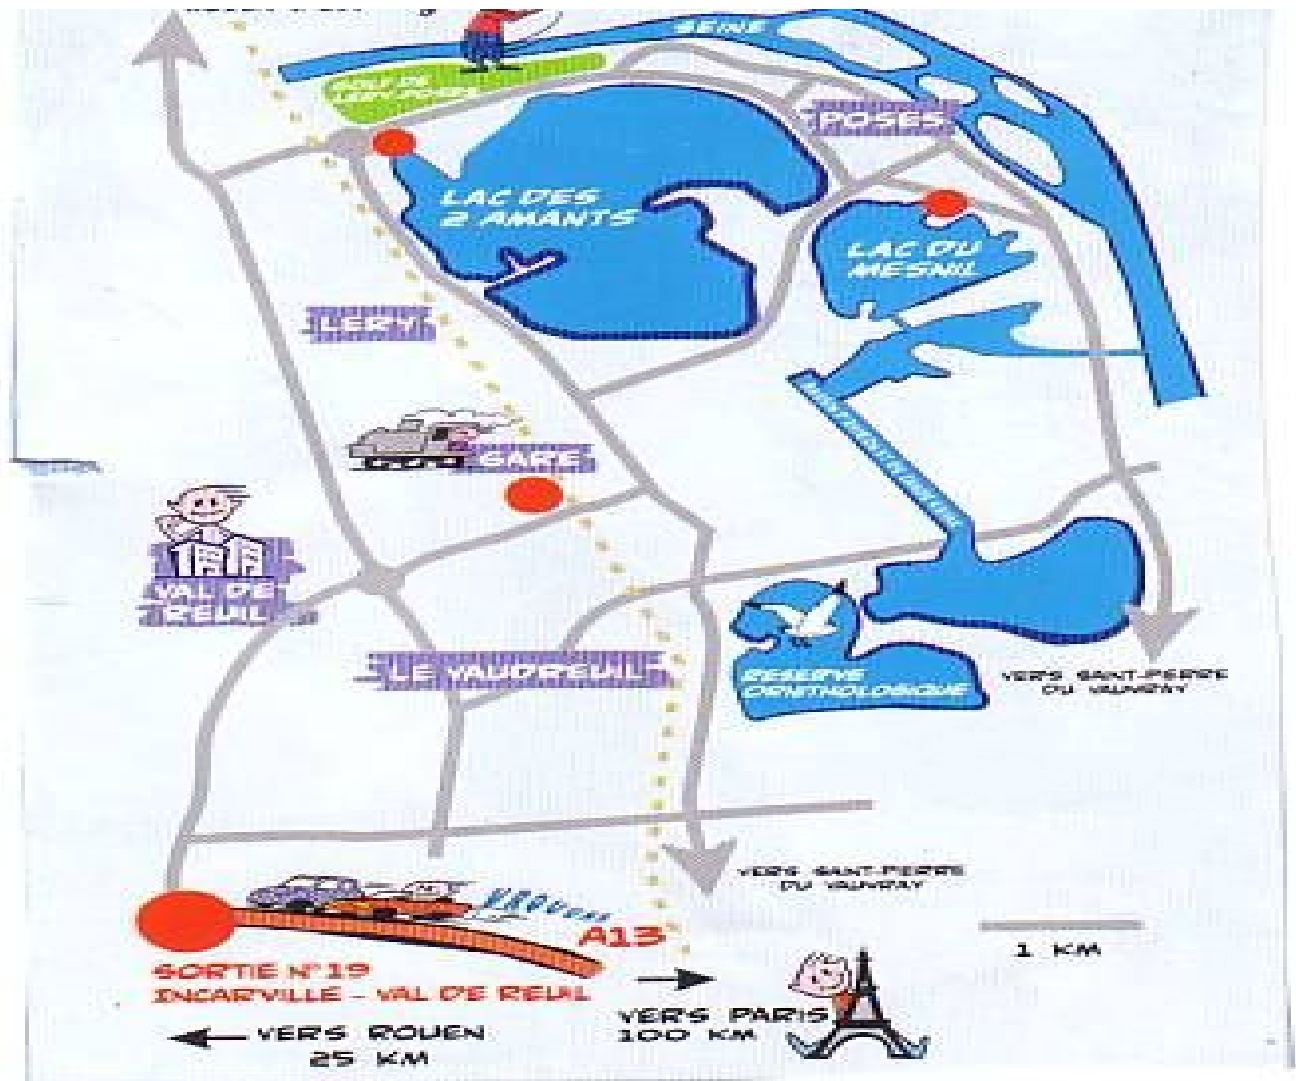 SEINE
GOLF DE
LERY-POSES
POSES
LAC DES
2 AMANTS
LAC DU
MESNIL
LERY
GARE
VAL DE
REUIL
LE VAUDREUIL
RESERVE
ORNITHOLOGIQUE
VERS SAINT-PIERRE
DU VAUVRAY
VERS SAINT-PIERRE
DU VAUVRAY
A13
1 KM
SORTIE N°19
INCARVILLE - VAL DE REUIL
VERS PARIS
100 KM
VERS ROUEN
25 KM